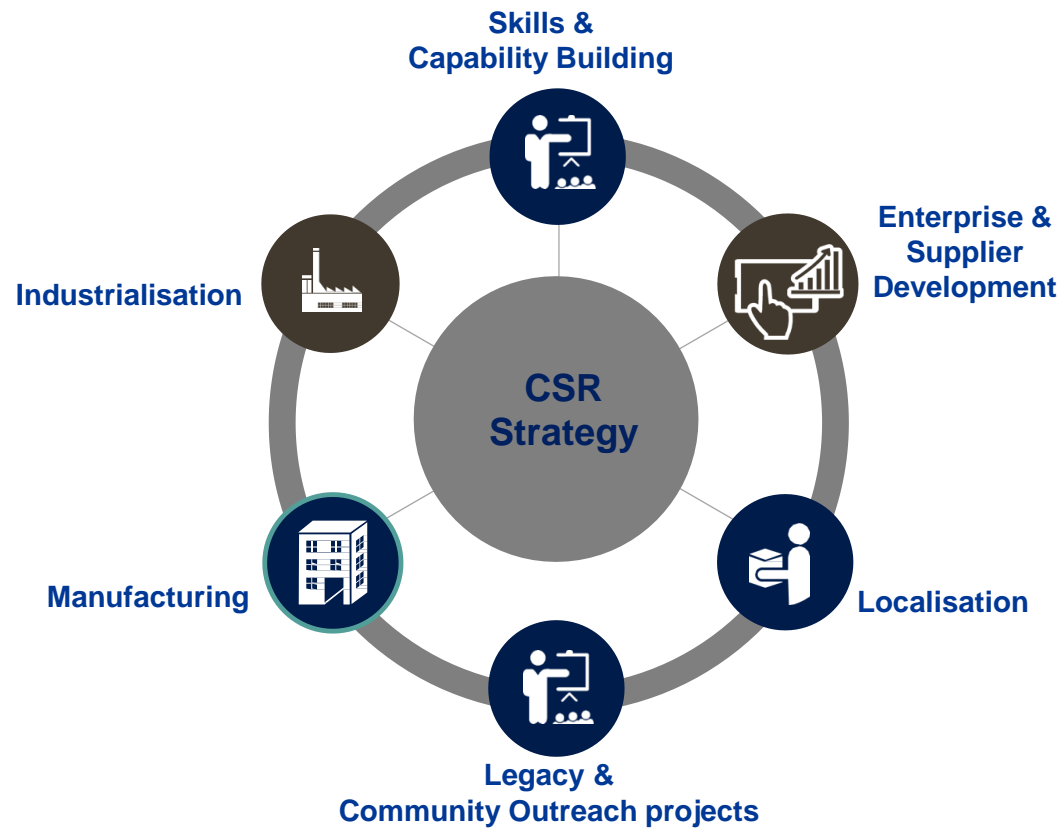 Skills &
Capability Building
Enterprise &
Supplier
Development
Industrialisation
CSR
Strategy
Manufacturing
Localisation
Legacy &
Community Outreach projects